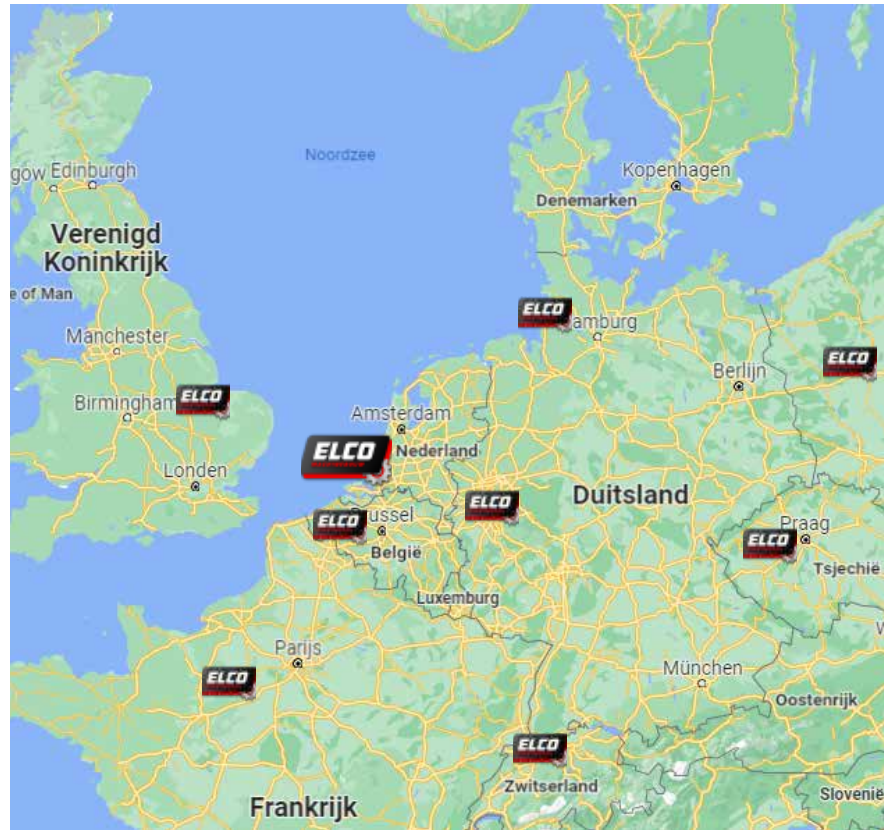 Noordzee
gow
Edinburgh
Kopenhagen
Denemarken
Verenigd
Koninkrijk
e of Man
ELCO
amburg
Manchester
ELCO
Berlijn
ELCO
Birmingham
Amsterdam
ELCO
Nederland
Londen
ELCO
Duitsland
ELCO
ussel
België
Praag
ELCO
Tsjechië
Luxemburg
Parijs
ELCO
München
Oostenrijk
ELCO
Zwitserland
Slovenië
Frankrijk